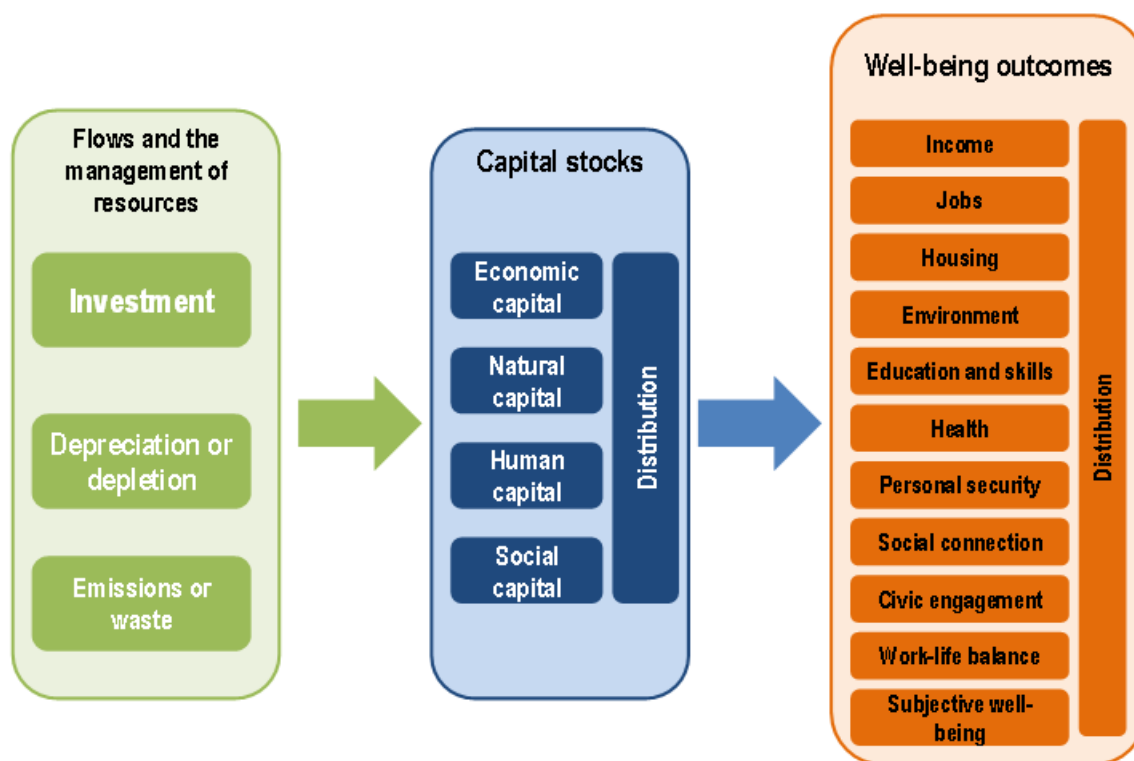 Flows and the
management of
resources
Investment
Depreciation or
depletion
Emissions or
waste
Capital stocks
Economic
capital
Natural
capital
Human
capital
Social
capital
Distribution
Well-being outcomes
Income
Jobs
Housing
Environment
Education and skills
Health
Personal security
Social connection
Civic engagement
Work-life balance
Subjective well-
being
Distribution